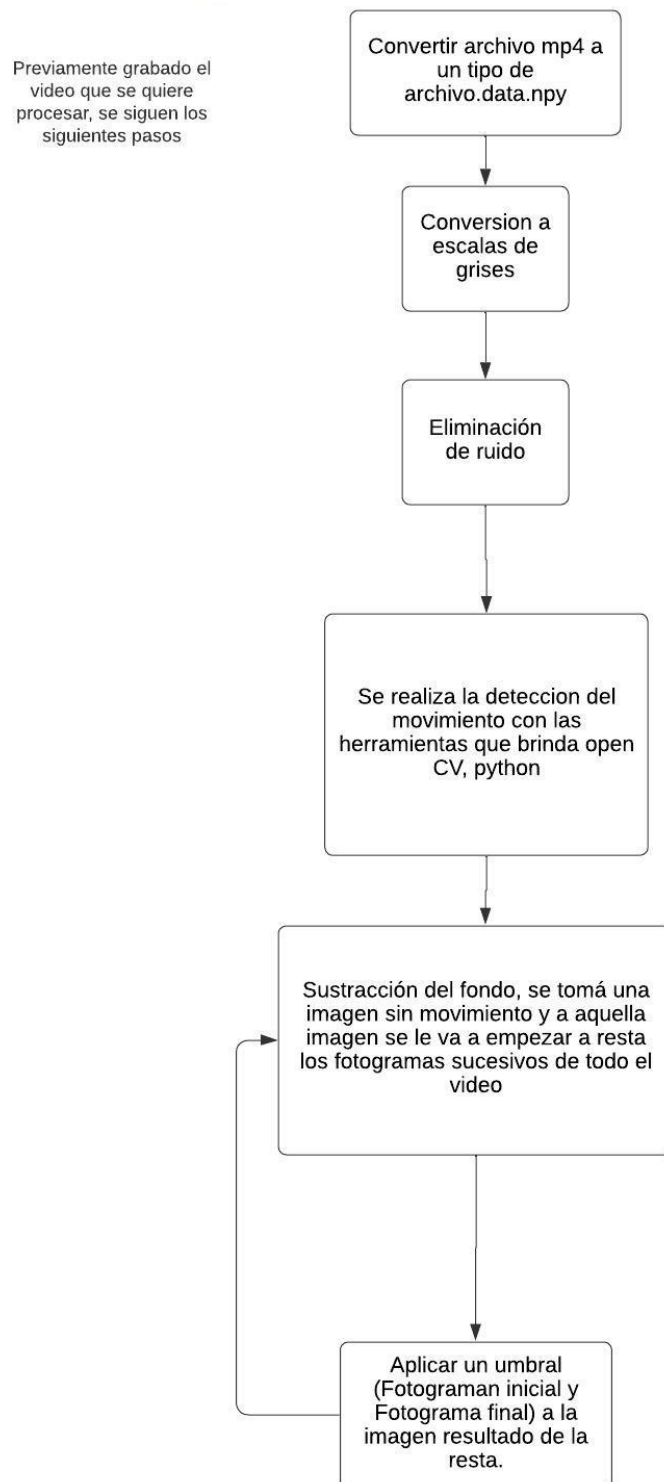 Previamente grabado el
video que se quiere
procesar, se siguen los
siguientes pasos
Convertir archivo mp4 a
un tipo de
archivo.data.npy
Conversion a
escalas de
grises
Eliminación
de ruido
Se realiza la deteccion del
movimiento con las
herramientas que brinda open
CV, python
Sustracción del fondo, se tomá una
imagen sin movimiento y a aquella
imagen se le va a empezar a resta
los fotogramas sucesivos de todo el
video
Aplicar un umbral
(Fotograman inicial y
Fotograma final) a la
imagen resultado de la
resta.